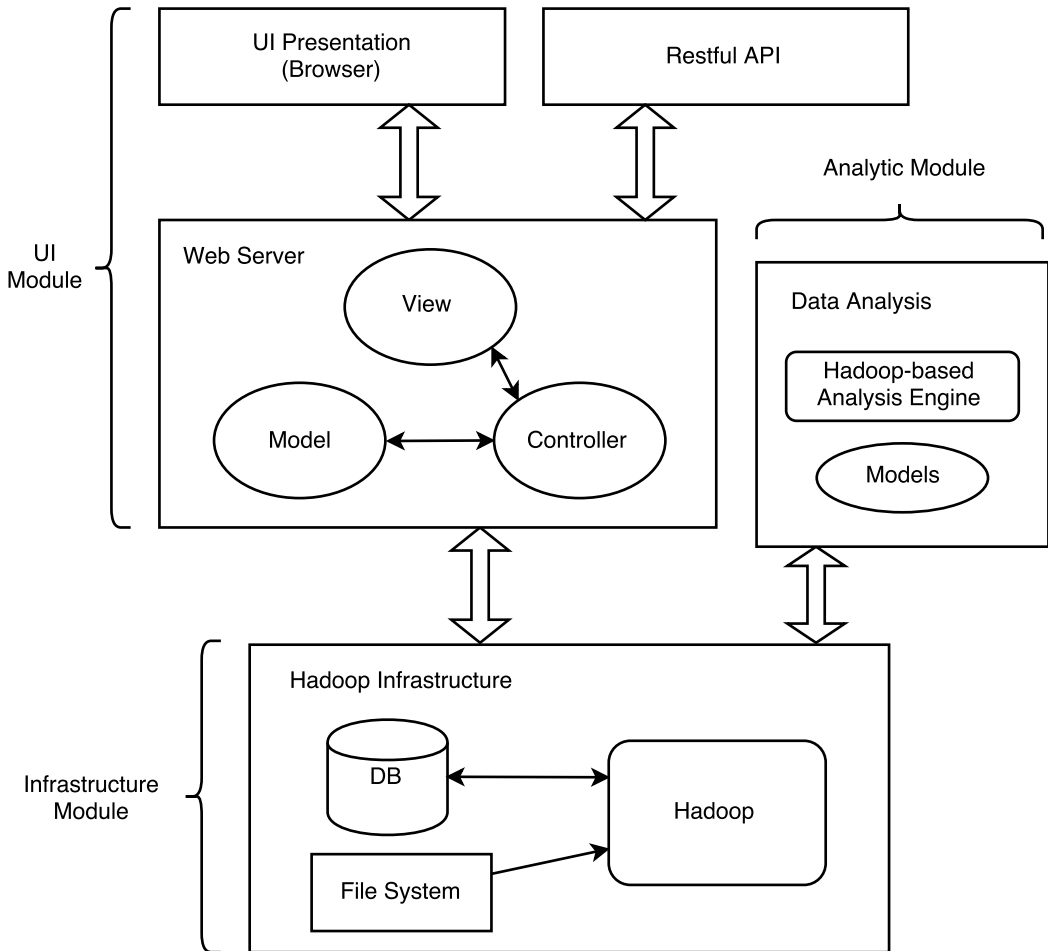 UI Presentation
(Browser)
Restful API
Analytic Module
UI
Module
Web Server
View
Model
Controller
Data Analysis
Hadoop-based
Analysis Engine
Models
Infrastructure
Module
Hadoop Infrastructure
DB
Hadoop
File System